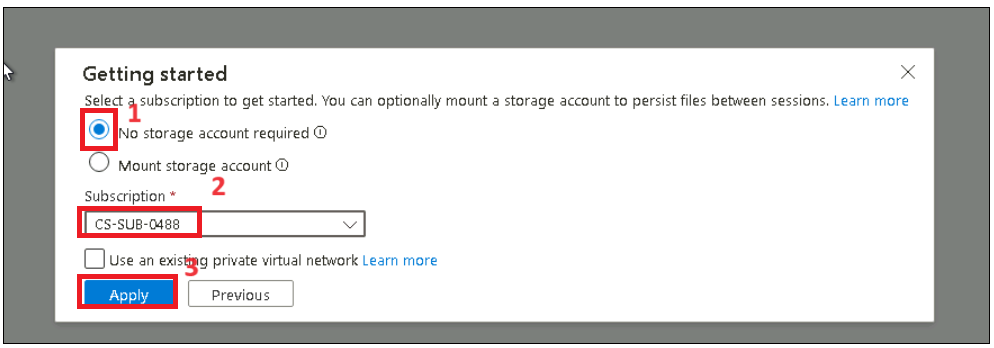 Getting started
Select a subscription to get started. You can optionally mount a storage account to persist files between sessions. Learn more
1
No storage account required
Mount storage account
2
Subscription *
CS-SUB-0488
Use an existing private virtual network Learn more
3
Apply Previous